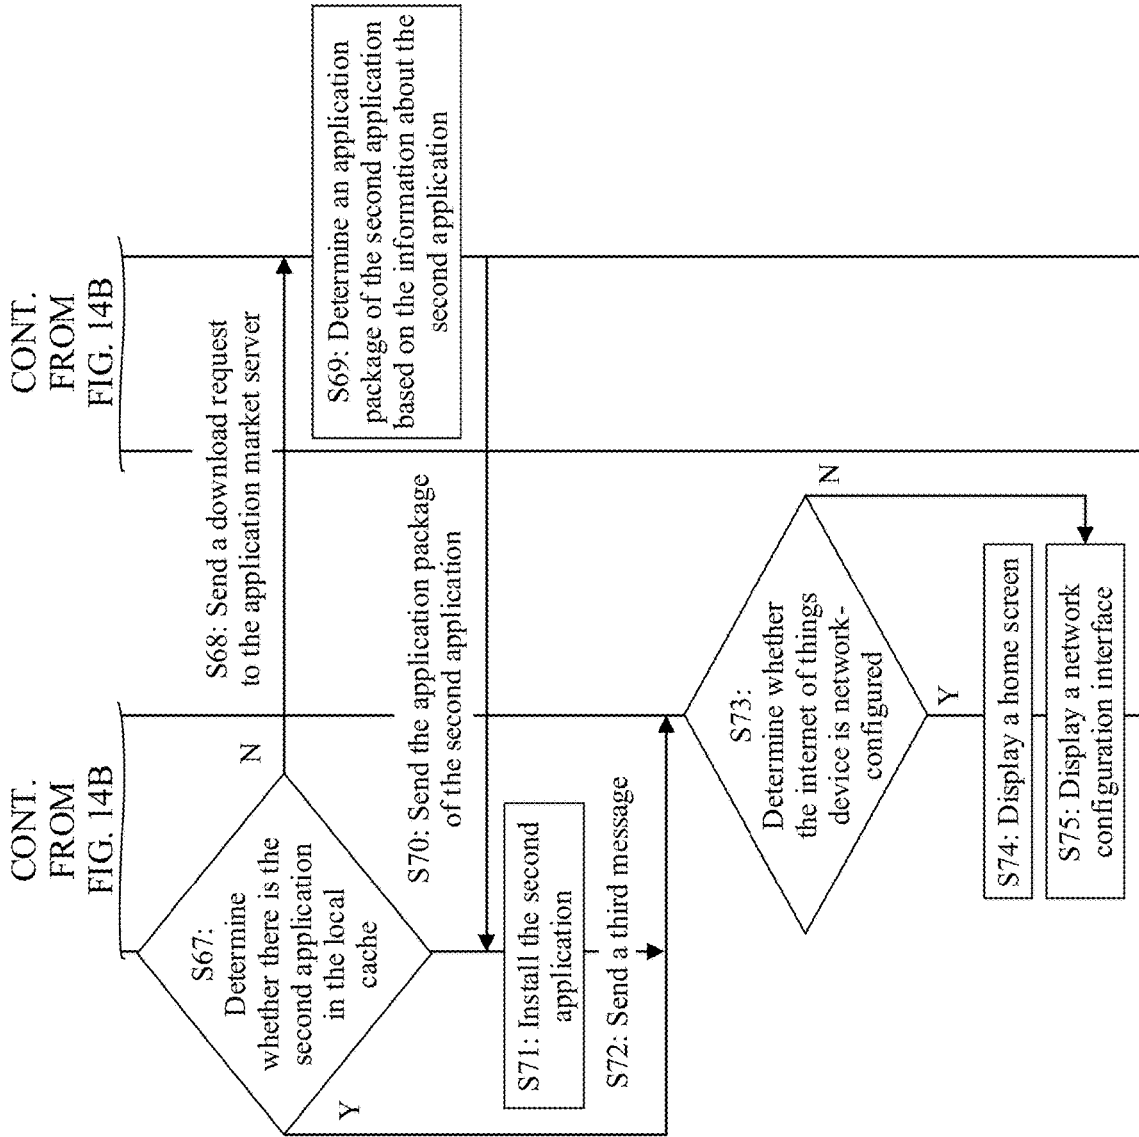 CONT.
FROM
FIG. 14B
CONT.
FROM
FIG. 14B
S67:
Determine
whether there is the
second application
in the local
cache
N
Y
S68: Send a download request
to the application market server
S69: Determine an application
package of the second application
based on the information about the
second application
S70: Send the application package
of the second application
S71: Install the second
application
S72: Send a third message
S73:
Determine whether
the internet of things
device is network-
configured
N
Y
S74: Display a home screen
S75: Display a network
configuration interface